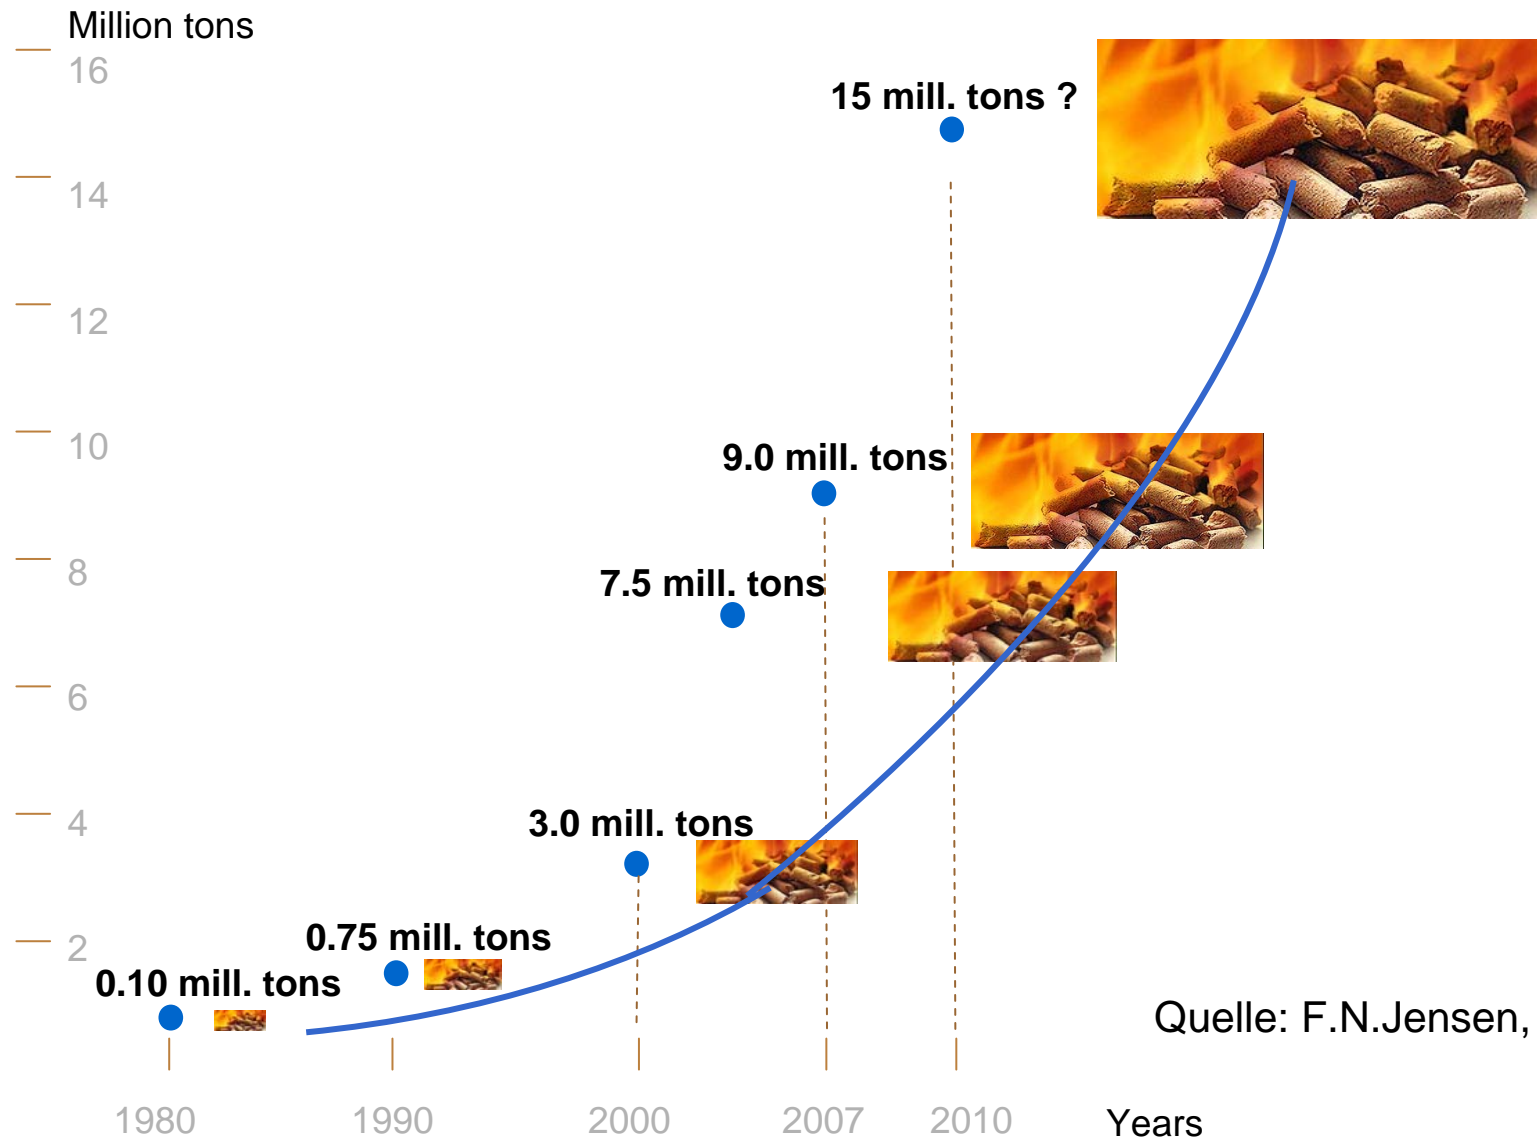 Million tons
16
15 mill. tons ?
14
12
10
9.0 mill. tons
8
7.5 mill. tons
6
4
3.0 mill. tons
2
0.75 mill. tons
0.10 mill. tons
Quelle: F.N.Jensen,
1980 1990 2000 2007 2010 Years